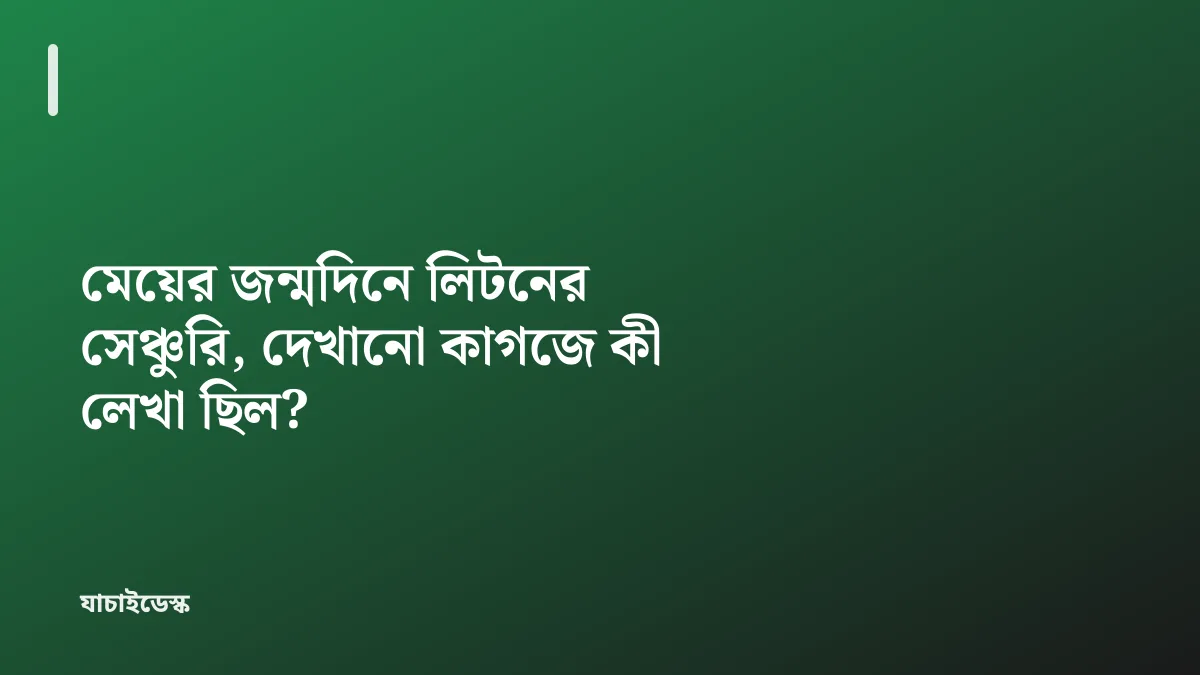 মেয়ের জন্মদিনে লিটনের
সেঞ্চুরি, দেখানো কাগজে কী
লেখা ছিল?
যাচাইডেস্ক